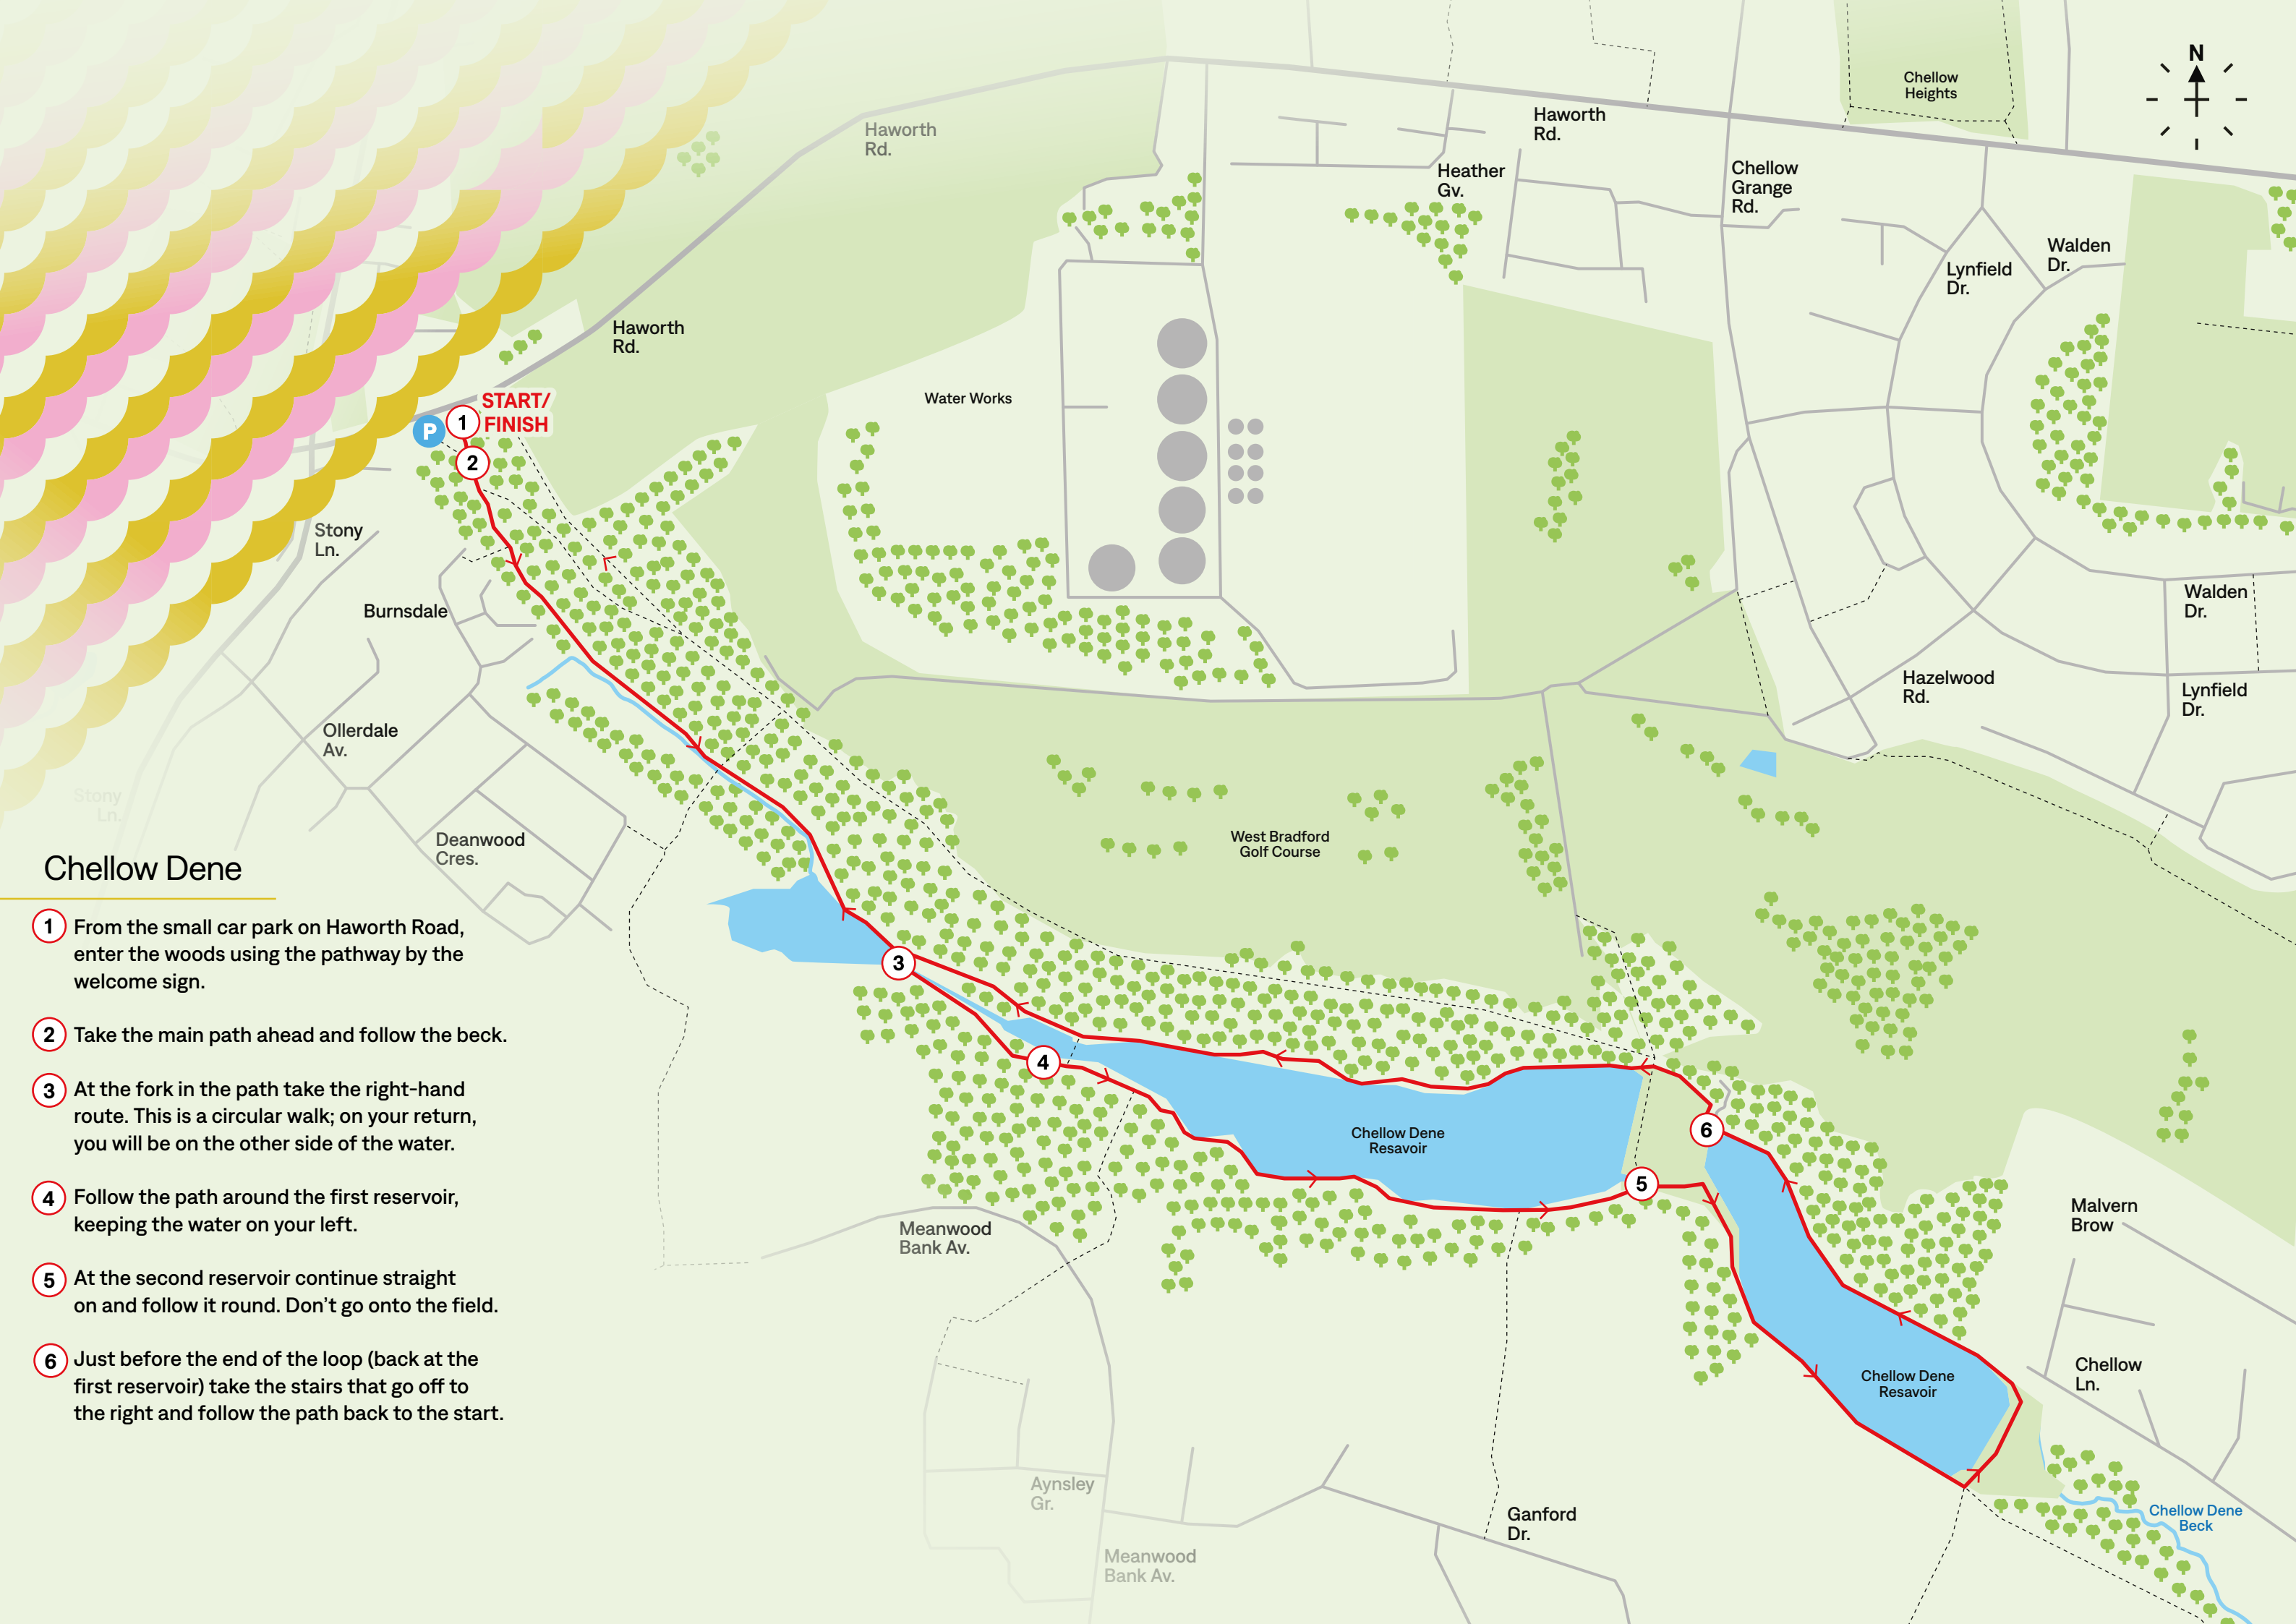 N
Chellow
Heights
Haworth
Rd.
Haworth
Rd.
Heather
Gv.
Chellow
Grange
Rd.
Walden
Dr.
Lynfield
Dr.
Haworth
Rd.
Water Works
START/
FINISH
P
1
2
Stony
Ln.
Burnsdale
Walden
Dr.
Hazelwood
Rd.
Lynfield
Dr.
Ollerdale
Av.
Stony
Ln.
Deanwood
Cres.
West Bradford
Golf Course
3
4
Chellow Dene
Resavoir
6
5
Meanwood
Bank Av.
Malvern
Brow
Chellow Dene
Resavoir
Chellow
Ln.
Aynsley
Gr.
Ganford
Dr.
Chellow Dene
Beck
Meanwood
Bank Av.
Chellow Dene
1 From the small car park on Haworth Road,
enter the woods using the pathway by the
welcome sign.
2 Take the main path ahead and follow the beck.
3 At the fork in the path take the right-hand
route. This is a circular walk; on your return,
you will be on the other side of the water.
4 Follow the path around the first reservoir,
keeping the water on your left.
5 At the second reservoir continue straight
on and follow it round. Don’t go onto the field.
6 Just before the end of the loop (back at the
first reservoir) take the stairs that go off to
the right and follow the path back to the start.